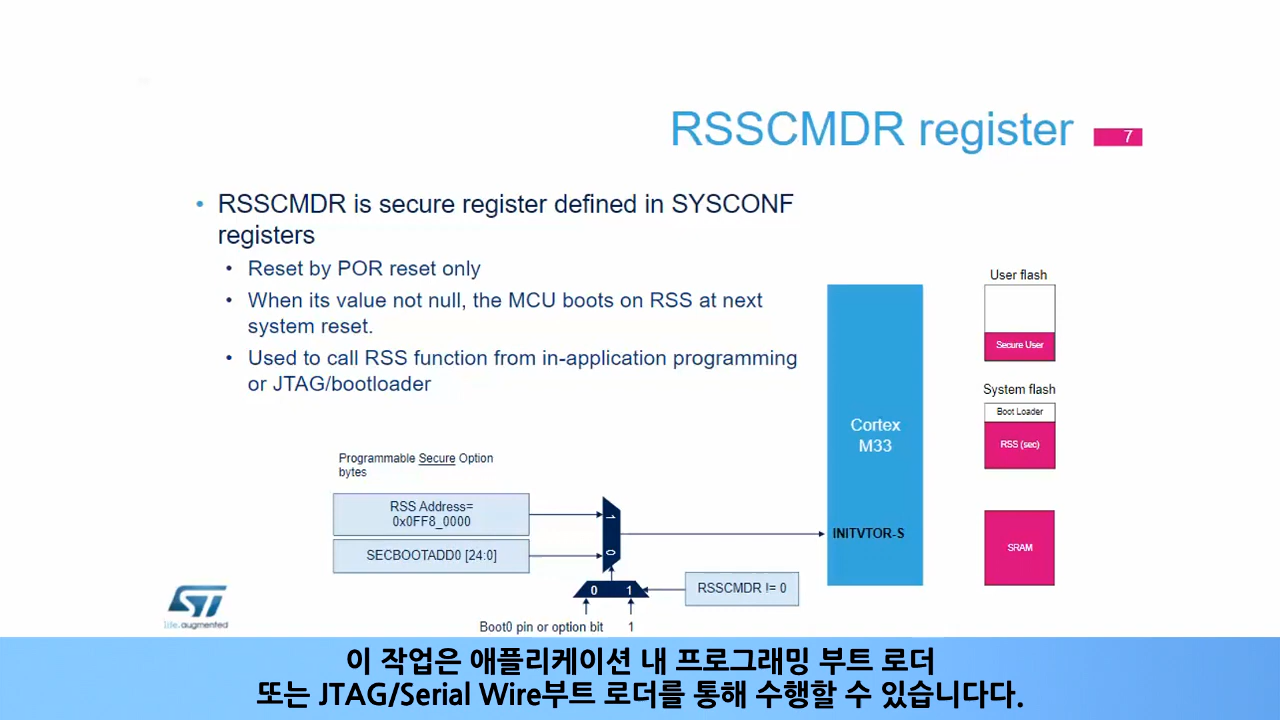 RSSCMDR register
7
• RSSCMDR is secure register defined in SYSCONF
registers
• Reset by POR reset only
• When its value not null, the MCU boots on RSS at next
system reset.
• Used to call RSS function from in-application programming
or JTAG/bootloader
User flash
Secure User
System flash
Boot Loader
RSS (sec)
SRAM
Cortex
M33
INITVTOR-S
Programmable Secure Option
bytes
RSS Address=
0x0FF8_0000
SECBOOTADD0 [24:0]
1
0
0 1
RSSCMDR != 0
Boot0 pin or option bit 1
ST
life.augmented
이 작업은 애플리케이션 내 프로그래밍 부트 로더
또는 JTAG/Serial Wire부트 로더를 통해 수행할 수 있습니다다.